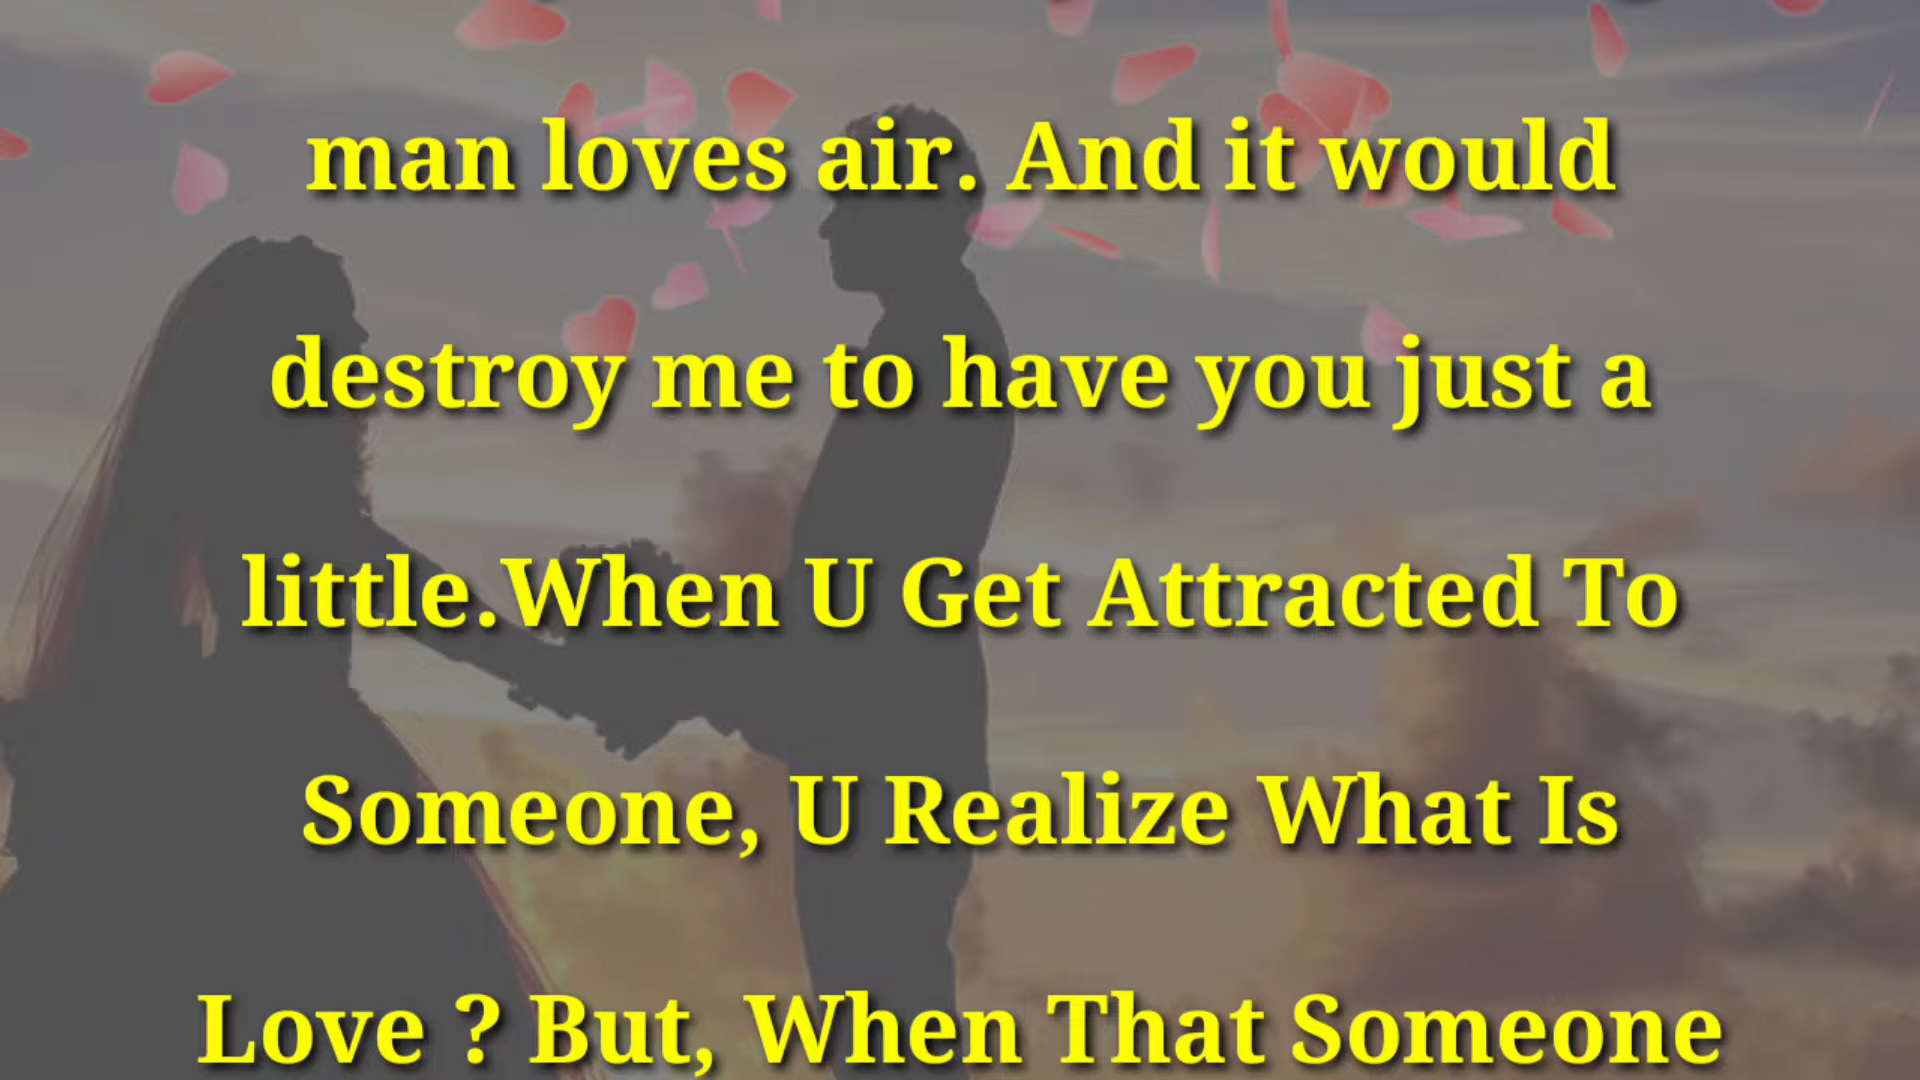 man loves air. And it would
destroy me to have you just a
little.When U Get Attracted To
Someone, U Realize What Is
Love ? But, When That Someone